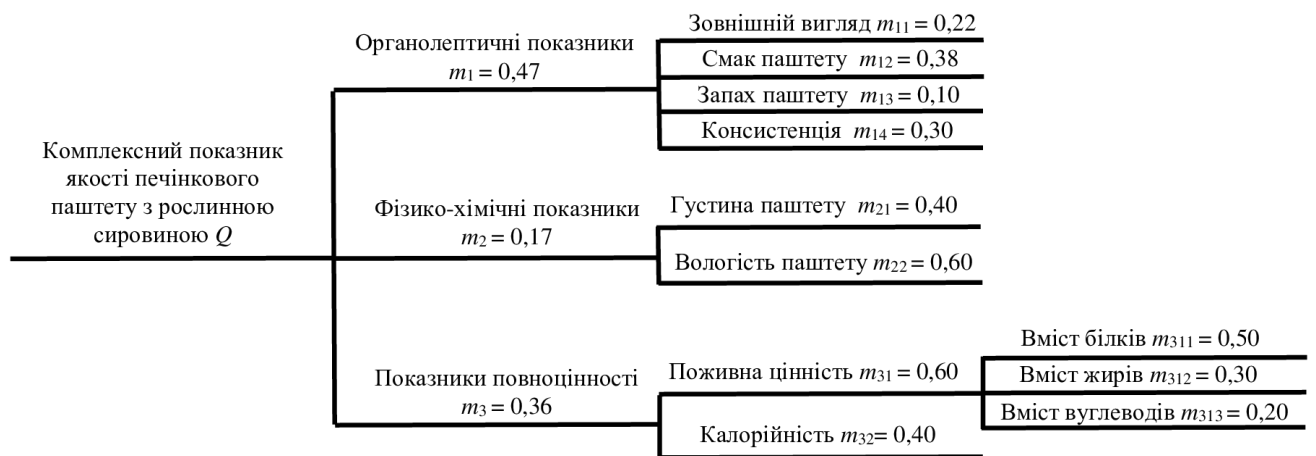 Комплексний показник
якості печінкового
паштету з рослинною
сировиною Q
Органолептичні показники
m1 = 0,47
Зовнішній вигляд m11 = 0,22
Смак паштету m12 = 0,38
Запах паштету m13 = 0,10
Консистенція m14 = 0,30
Фізико-хімічні показники
m2 = 0,17
Густина паштету m21 = 0,40
Вологість паштету m22 = 0,60
Показники повноцінності
m3 = 0,36
Поживна цінність m31 = 0,60
Вміст білків m311 = 0,50
Вміст жирів m312 = 0,30
Вміст вуглеводів m313 = 0,20
Калорійність m32= 0,40